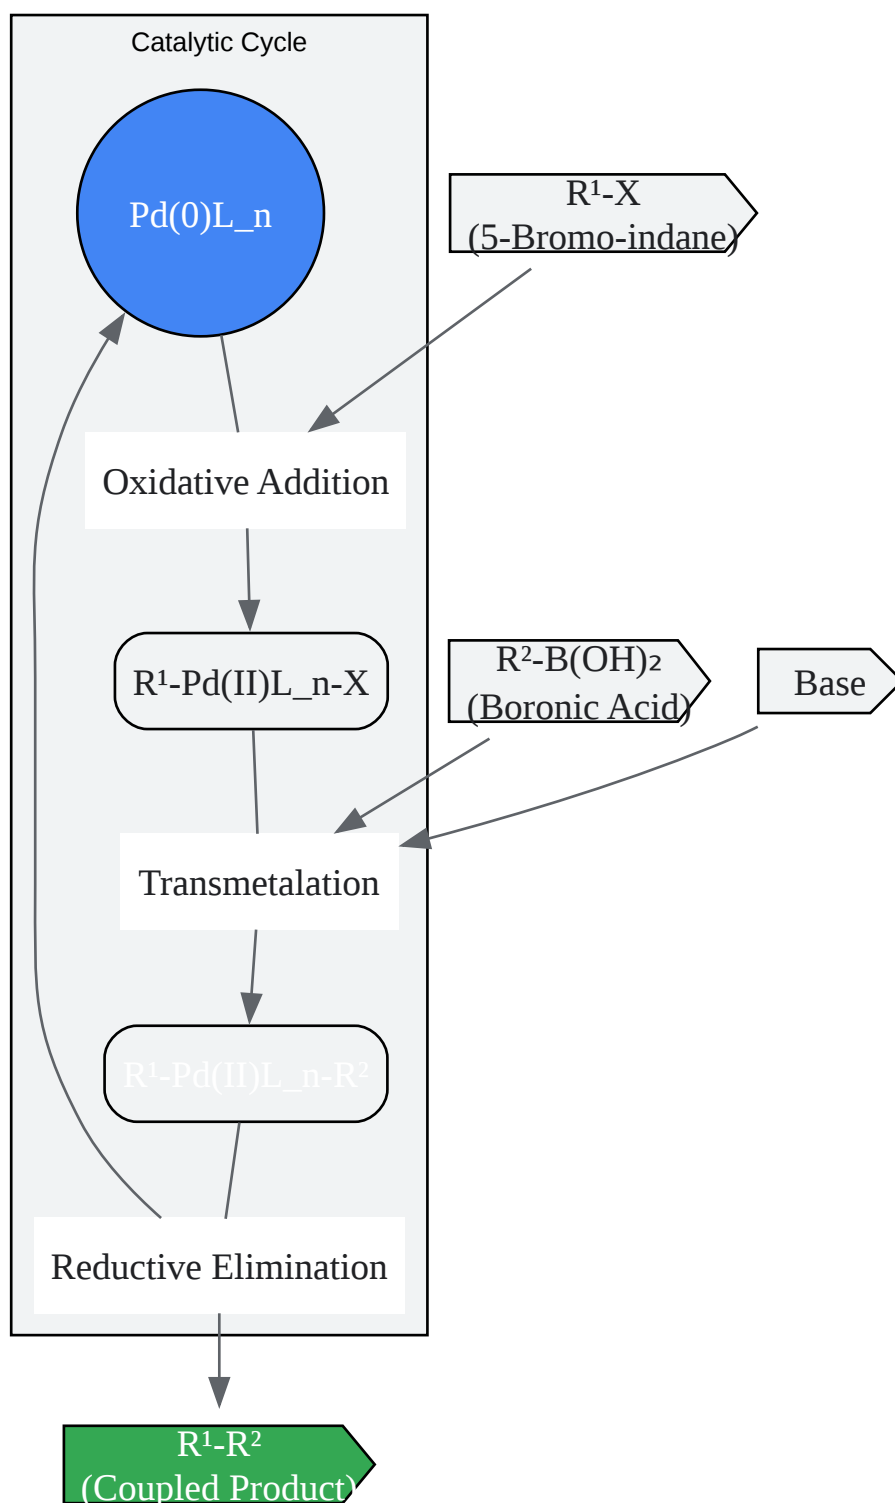 Catalytic Cycle
Pd(0)L_n
R¹-X
(5-Bromo-indane)
Oxidative Addition
R¹-Pd(II)L_n-X
R²-B(OH)₂
(Boronic Acid)
Base
Transmetalation
R¹-Pd(II)L_n-R²
Reductive Elimination
R¹-R²
(Coupled Product)